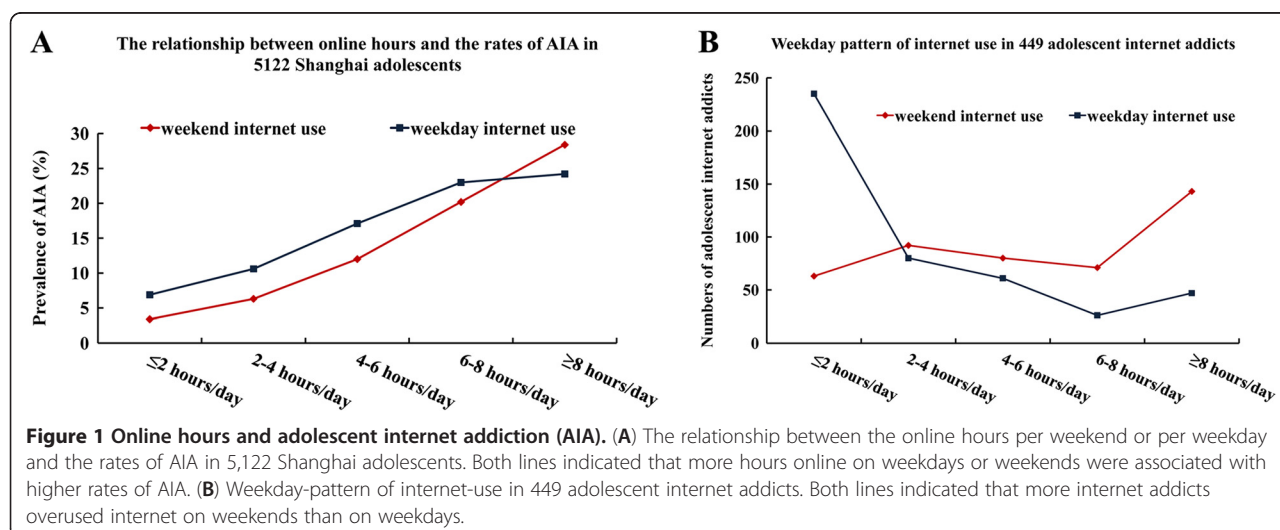 A
The relationship between online hours and the rates of AIA in
5122 Shanghai adolescents
weekend internet use
weekday internet use
Prevalence of AIA (%)
30
25
20
15
10
5
0
≤2 hours/day
2-4 hours/day
4-6 hours/day
6-8 hours/day
≥8 hours/day
B
Weekday pattern of internet use in 449 adolescent internet addicts
weekend internet use
weekday internet use
Numbers of adolescent internet addicts
250
200
150
100
50
0
≤2 hours/day
2-4 hours/day
4-6 hours/day
6-8 hours/day
≥8 hours/day
Figure 1 Online hours and adolescent internet addiction (AIA). (A) The relationship between the online hours per weekend or per weekday
and the rates of AIA in 5,122 Shanghai adolescents. Both lines indicated that more hours online on weekdays or weekends were associated with
higher rates of AIA. (B) Weekday-pattern of internet-use in 449 adolescent internet addicts. Both lines indicated that more internet addicts
overused internet on weekends than on weekdays.